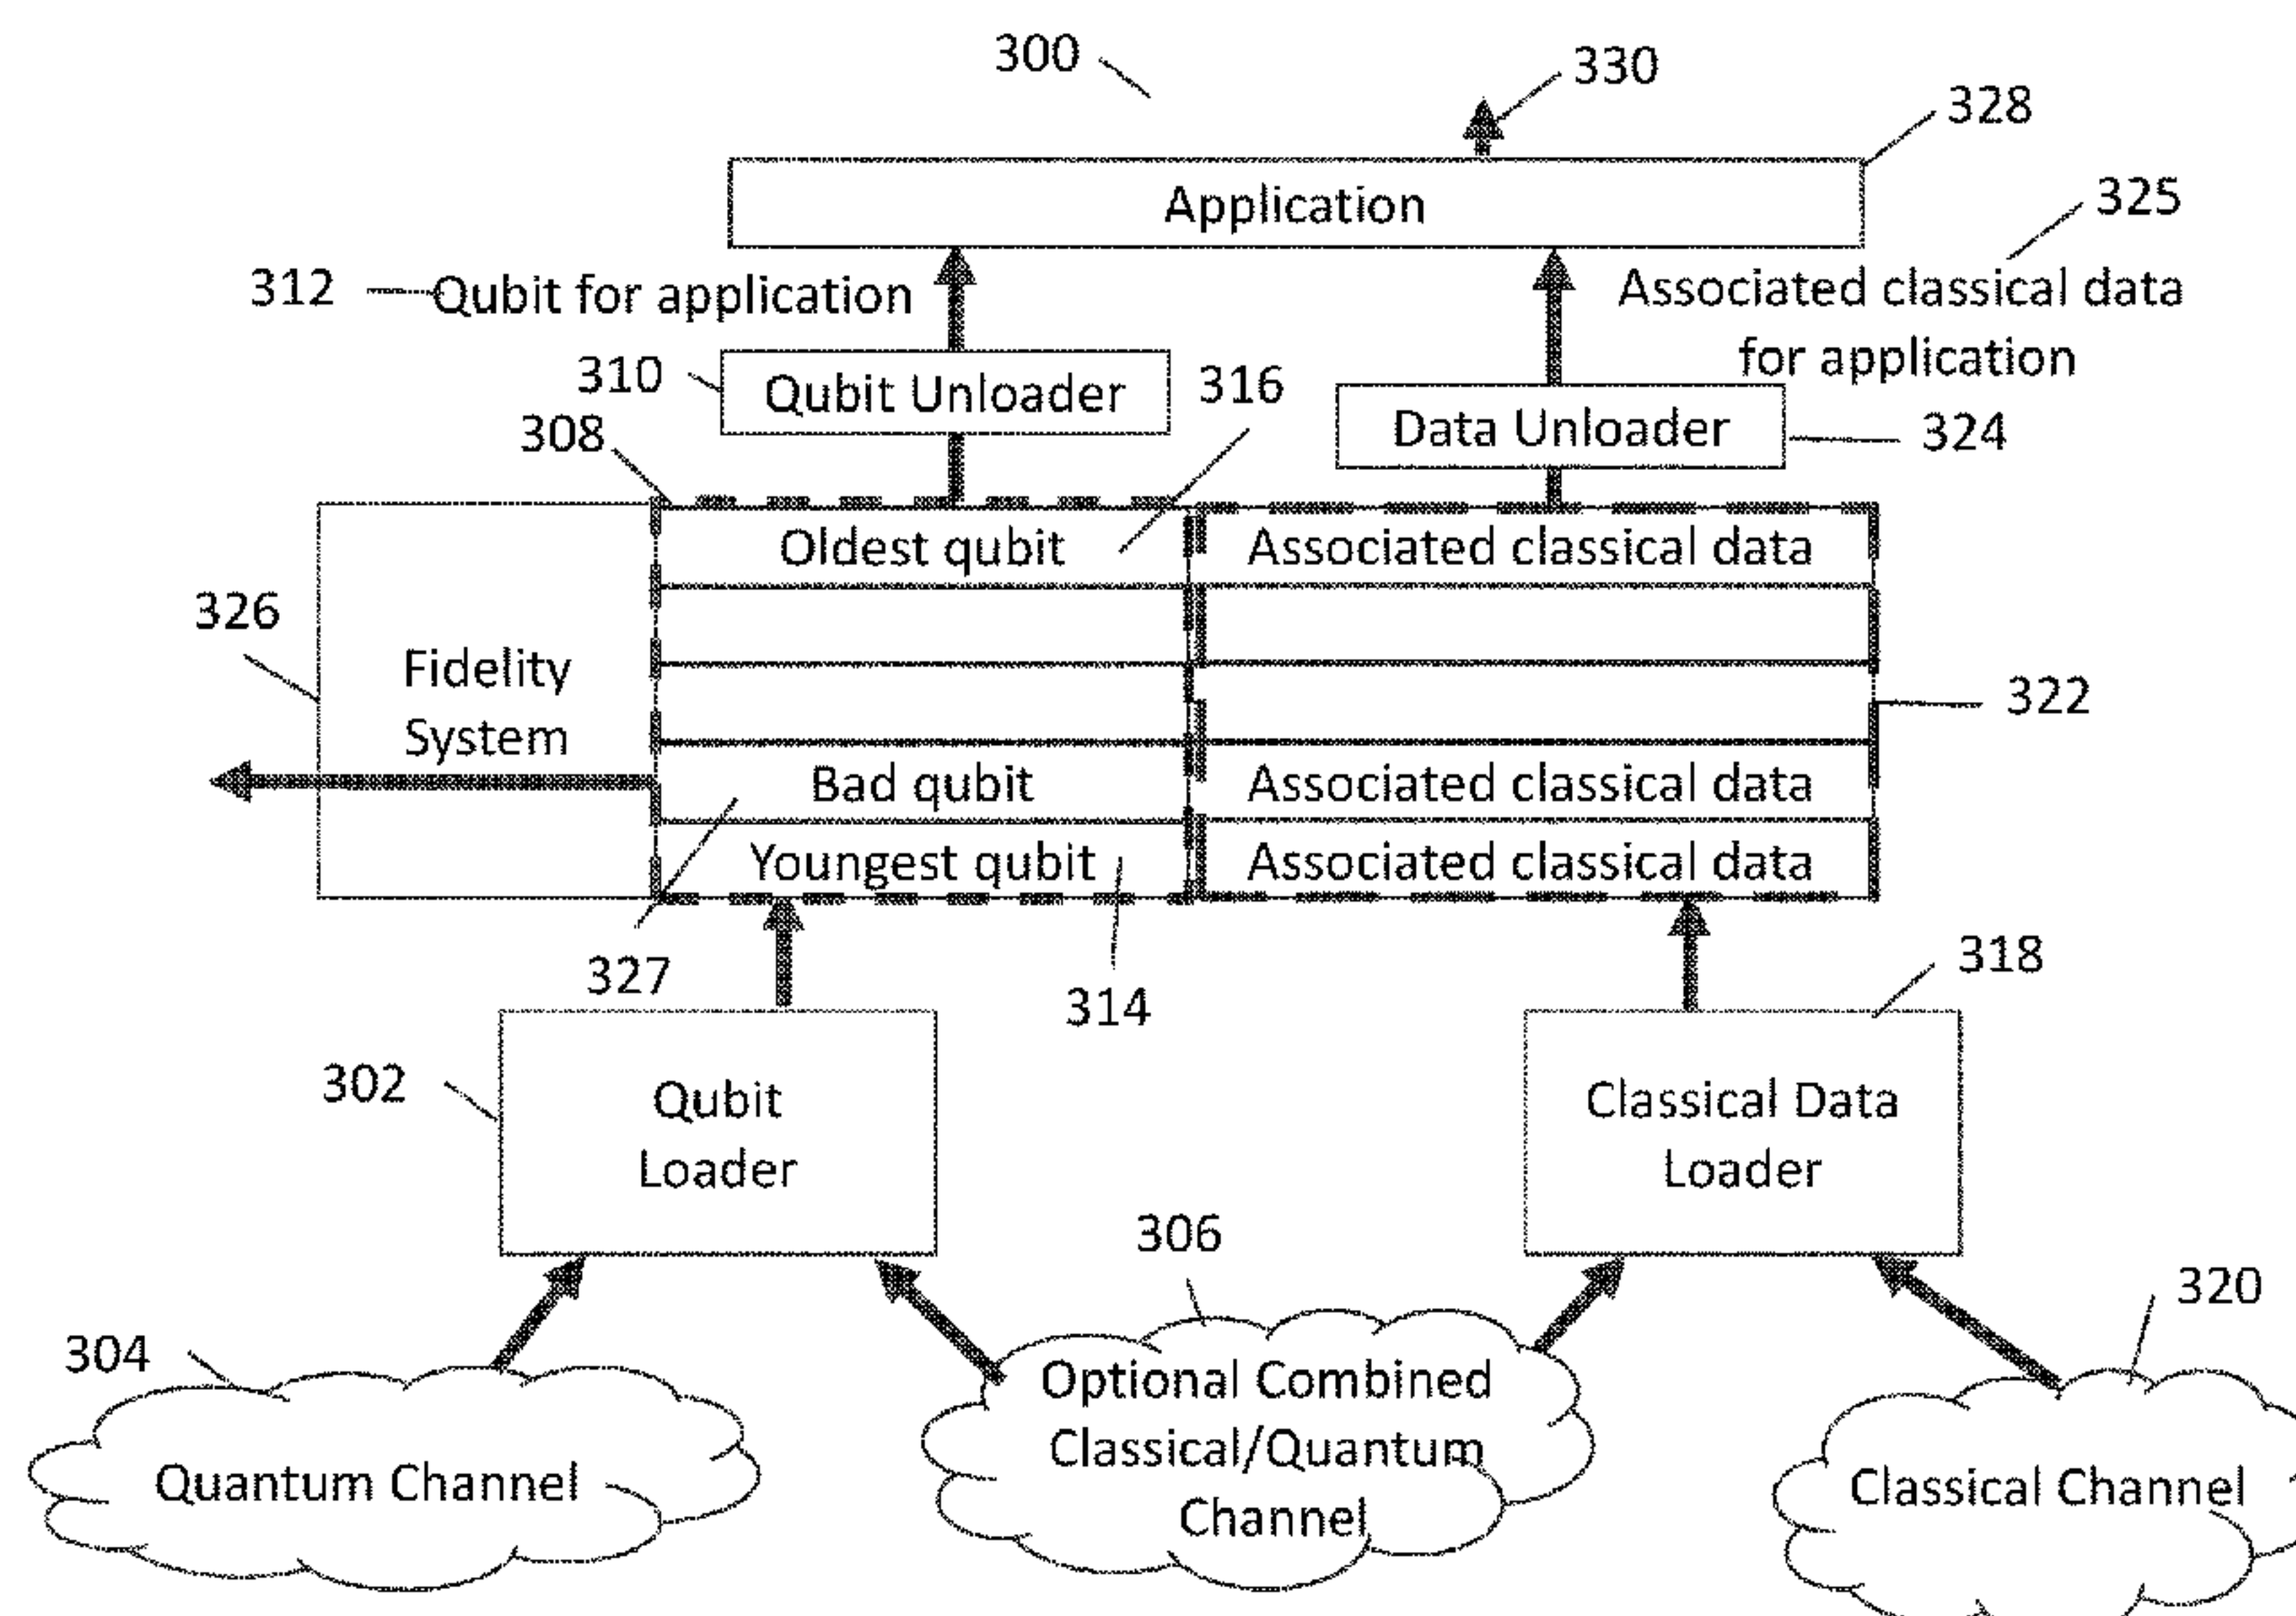 300
330
328
Application
325
312
Qubit for application
Associated classical data
for application
310
Qubit Unloader
316
308
Data Unloader
324
Oldest qubit
Associated classical data
326
Fidelity
System
322
Bad qubit
Associated classical data
Youngest qubit
Associated classical data
327
314
318
302
Qubit
Loader
Classical Data
Loader
306
320
304
Optional Combined
Classical/Quantum
Channel
Quantum Channel
Classical Channel